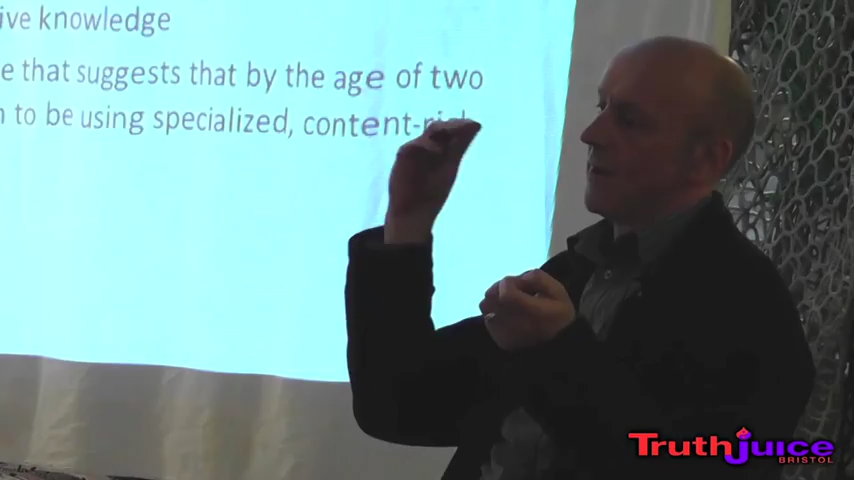 ive knowledge
e that suggests that by the age of two
to be using specialized, content-
Truthjuice
BRISTOL